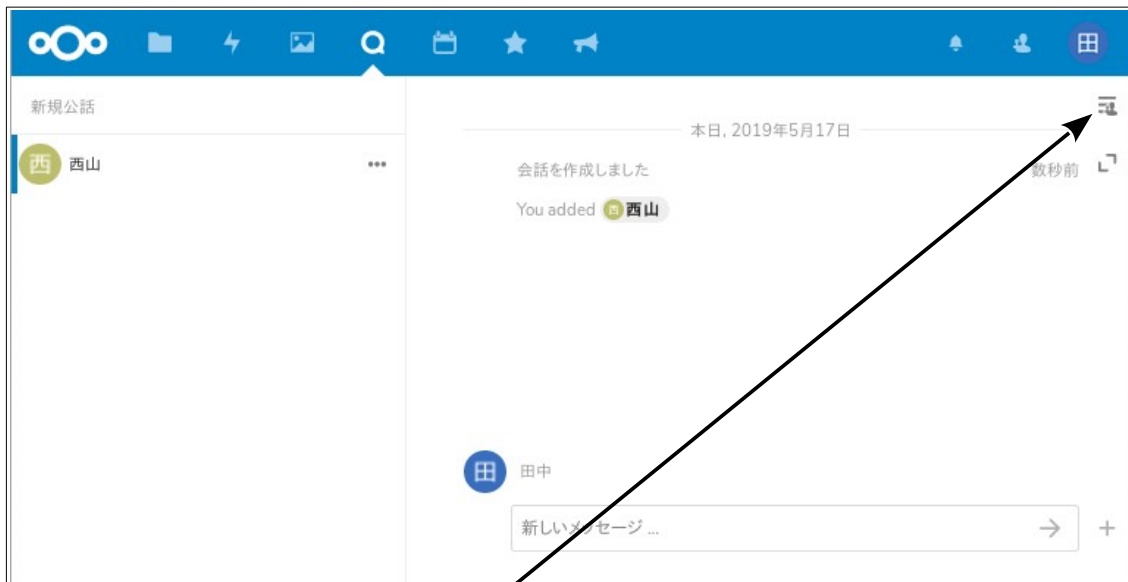 田
新規公話
本日, 2019年5月17日
西 西山
会話を作成しました 数秒前
You added 西 西山
田 田中
新しいメッセージ ...